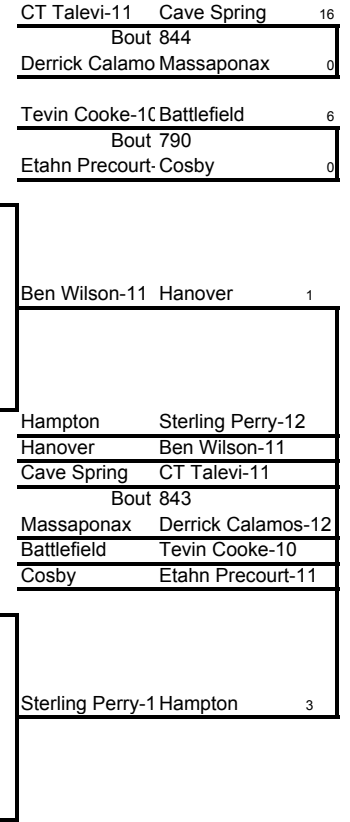 CT Talevi-11 Cave Spring 16
Bout 844
Derrick Calamo Massaponax 0
Tevin Cooke-10 Battlefield 6
Bout 790
Etahn Precourt- Cosby 0
Ben Wilson-11 Hanover 1
Hampton Sterling Perry-12
Hanover Ben Wilson-11
Cave Spring CT Talevi-11
Bout 843
Massaponax Derrick Calamos-12
Battlefield Tevin Cooke-10
Cosby Etahn Precourt-11
Sterling Perry-1 Hampton 3